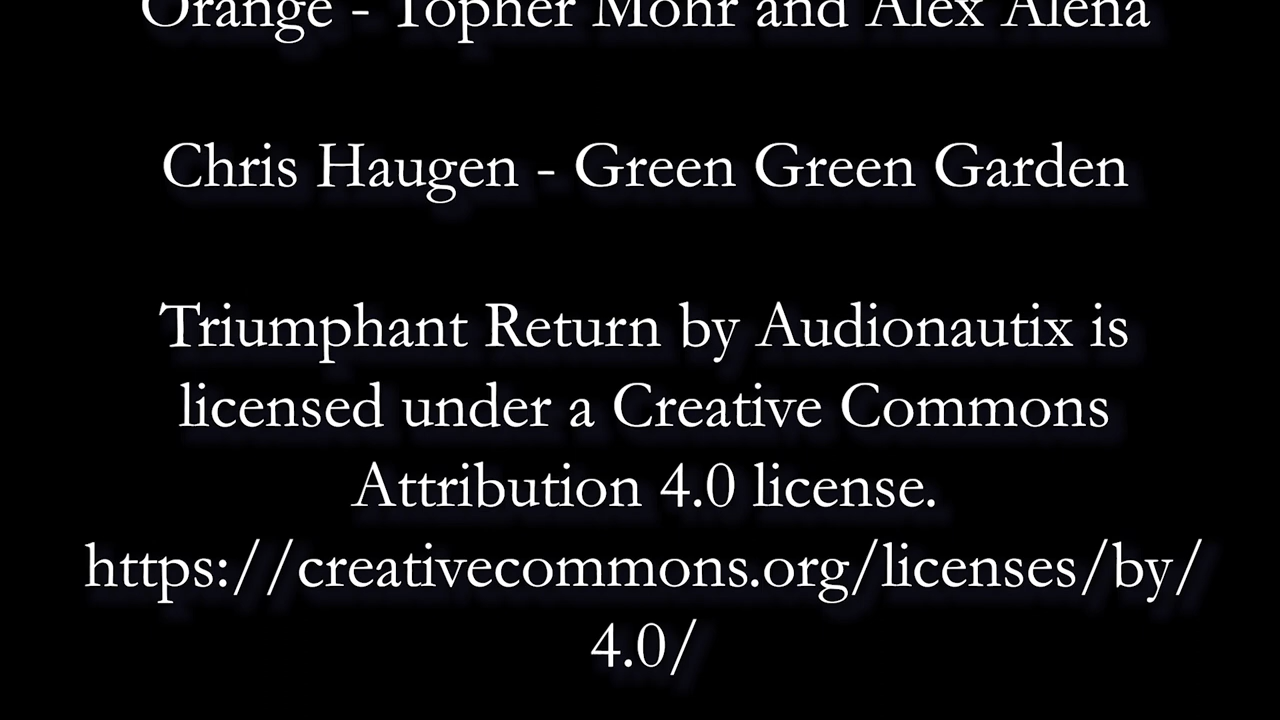 Orange - Topher Mohr and Alex Alena
Chris Haugen - Green Green Garden
Triumphant Return by Audionautix is
licensed under a Creative Commons
Attribution 4.0 license.
https://creativecommons.org/licenses/by/
4.0/